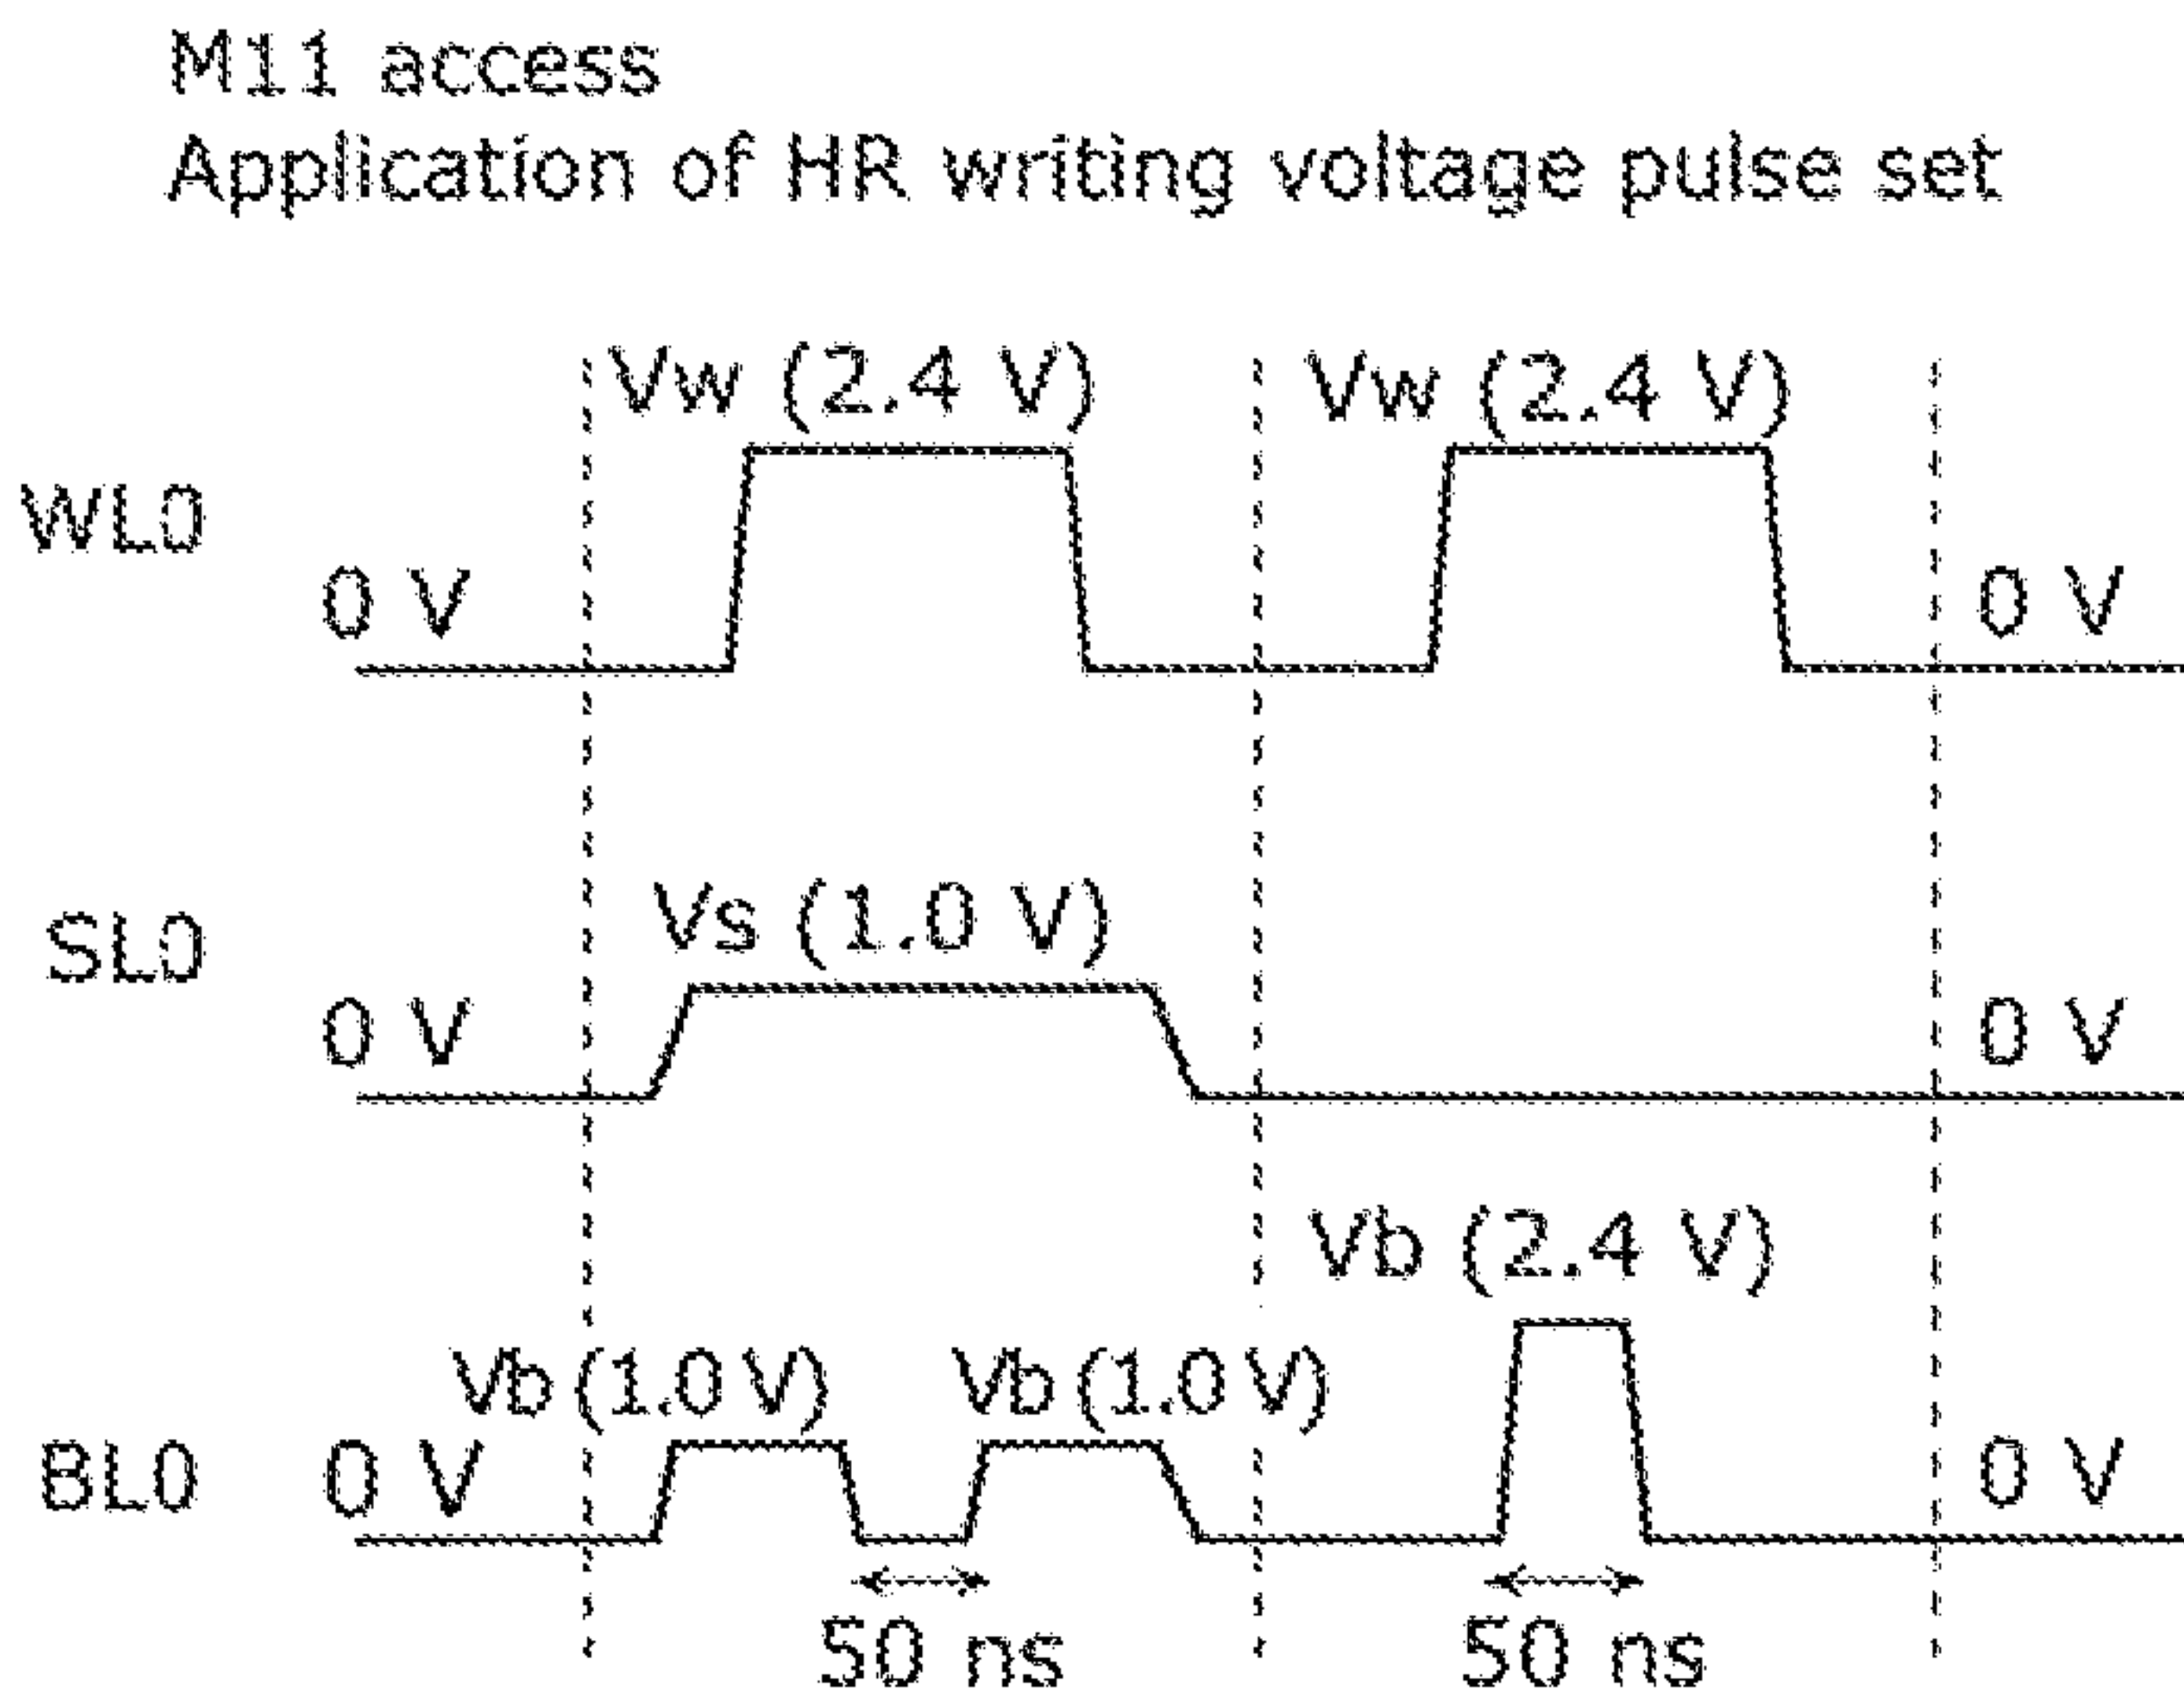 M11 access
Application of HR writing voltage pulse set
Vw (2.4 V) Vw (2.4 V)
WL0
0 V 0 V
Vs (1.0 V)
SL0
0 V 0 V
Vb (2.4 V)
Vb (1.0 V) Vb (1.0 V)
BL0 0 V 0 V
50 ns 50 ns